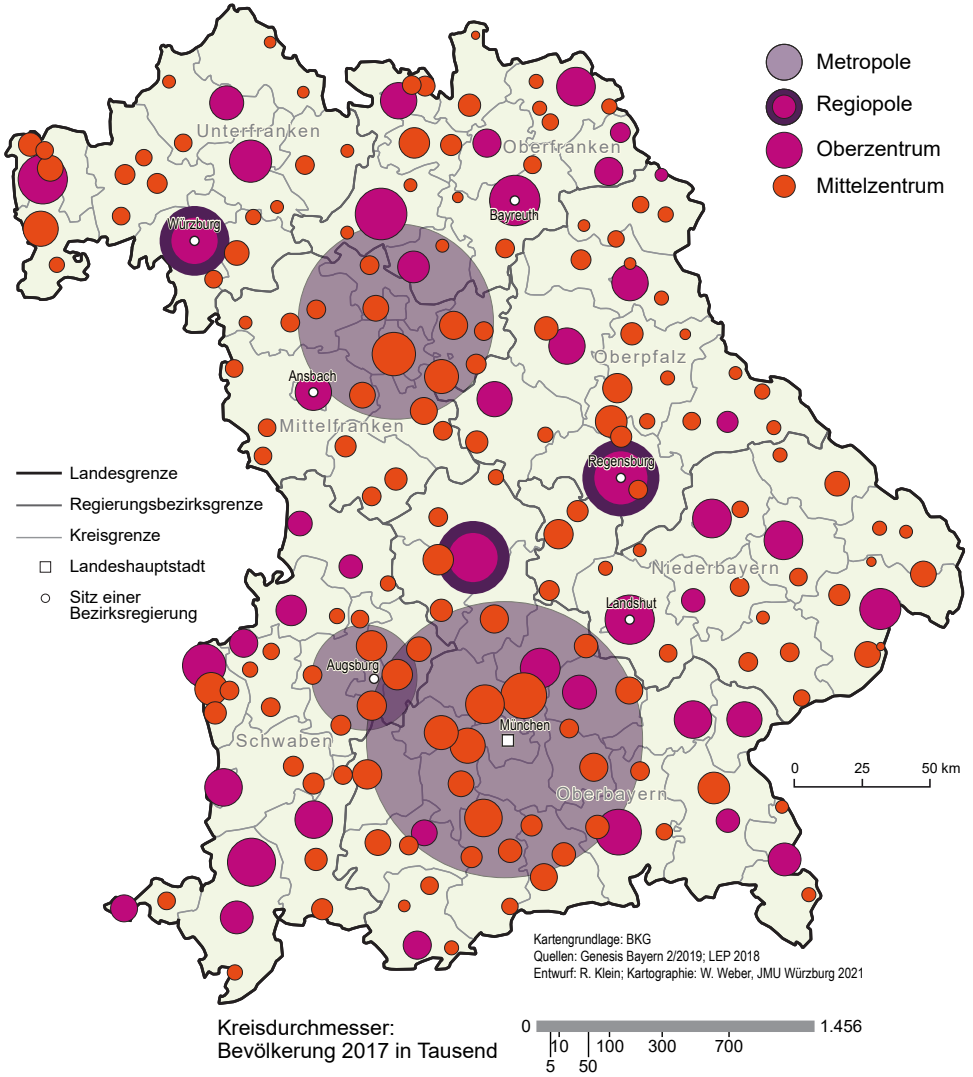 Metropole
Regiopole
Oberzentrum
Mittelzentrum
Unterfranken
Oberfranken
Würzburg
Bayreuth
Oberpfalz
Ansbach
Mittelfranken
Regensburg
Landesgrenze
Regierungsbezirksgrenze
Kreisgrenze
Landeshauptstadt
Sitz einer
Bezirksregierung
Niederbayern
Landshut
Augsburg
München
Schwaben
Oberbayern
0 25 50 km
Kartengrundlage: BKG
Quellen: Genesis Bayern 2/2019; LEP 2018
Entwurf: R. Klein; Kartographie: W. Weber, JMU Würzburg 2021
Kreisdurchmesser:
Bevölkerung 2017 in Tausend
0 1.456
10 100 300 700
5 50